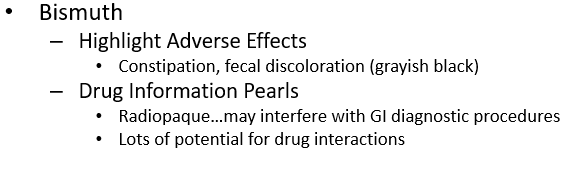 • Bismuth
– Highlight Adverse Effects
• Constipation, fecal discoloration (grayish black)
– Drug Information Pearls
• Radiopaque...may interfere with GI diagnostic procedures
• Lots of potential for drug interactions